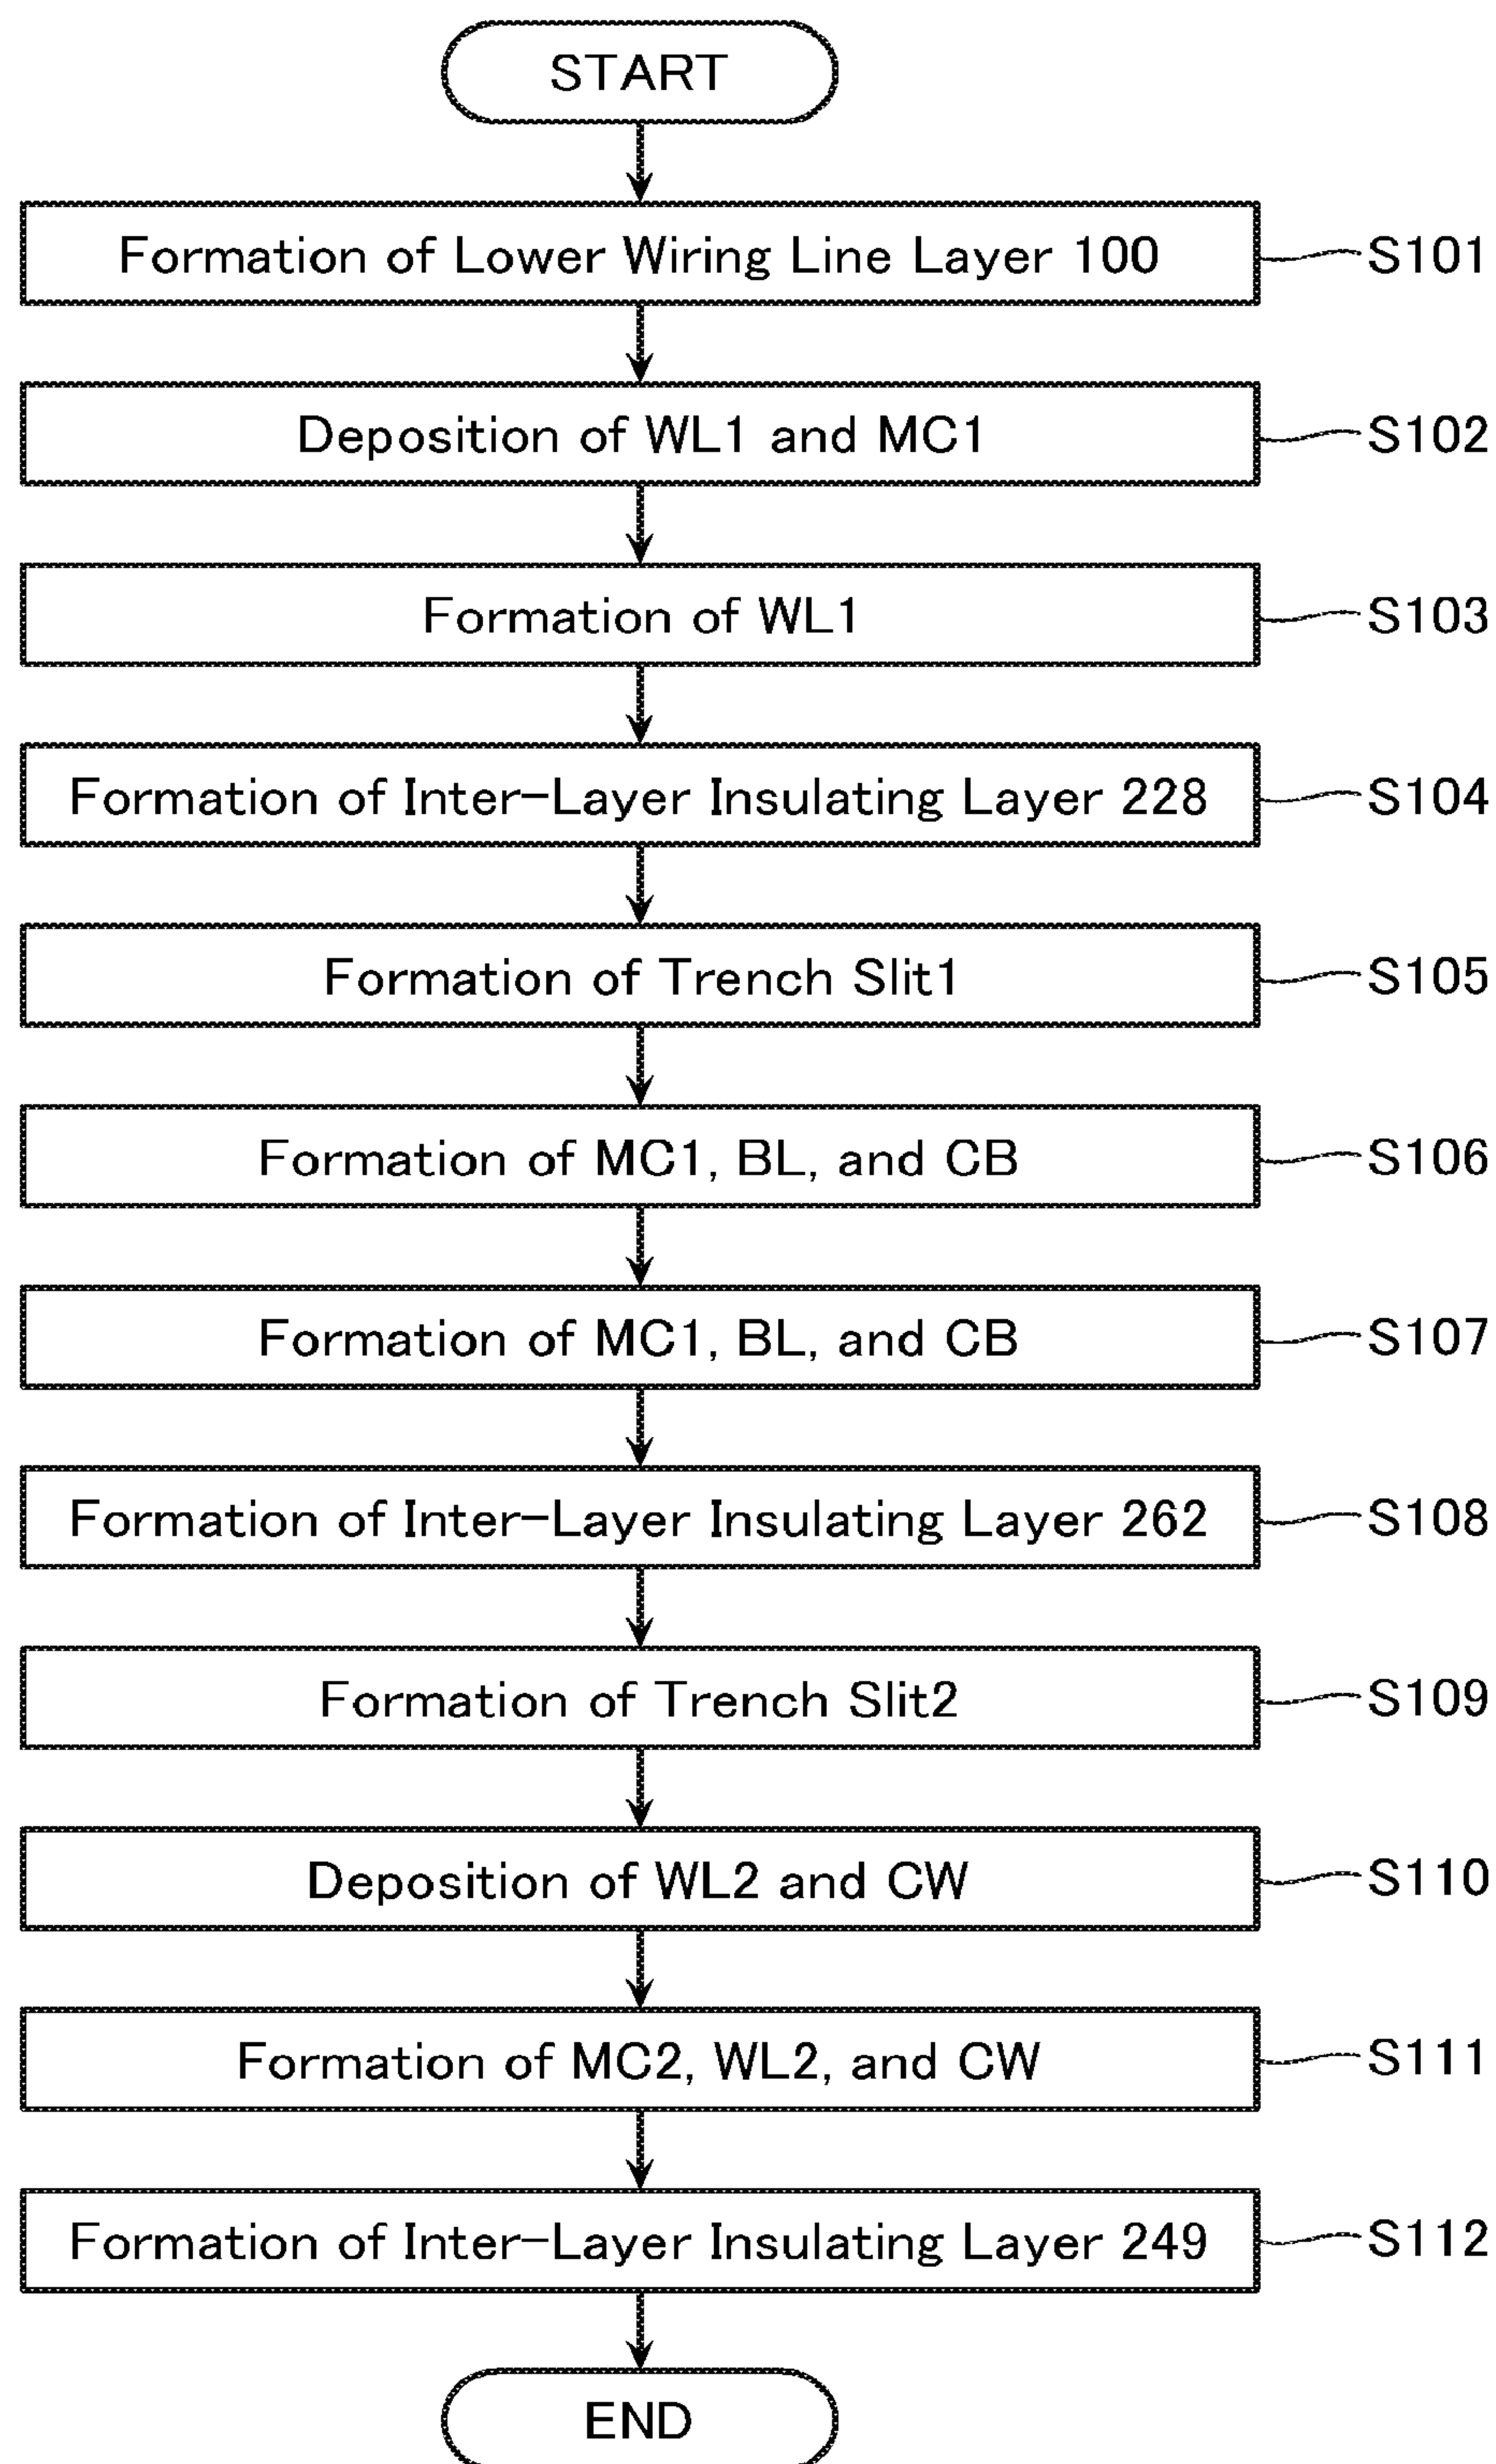 START
Formation of Lower Wiring Line Layer 100
S101
Deposition of WL1 and MC1
S102
Formation of WL1
S103
Formation of Inter-Layer Insulating Layer 228
S104
Formation of Trench Slit1
S105
Formation of MC1, BL, and CB
S106
Formation of MC1, BL, and CB
S107
Formation of Inter-Layer Insulating Layer 262
S108
Formation of Trench Slit2
S109
Deposition of WL2 and CW
S110
Formation of MC2, WL2, and CW
S111
Formation of Inter-Layer Insulating Layer 249
S112
END